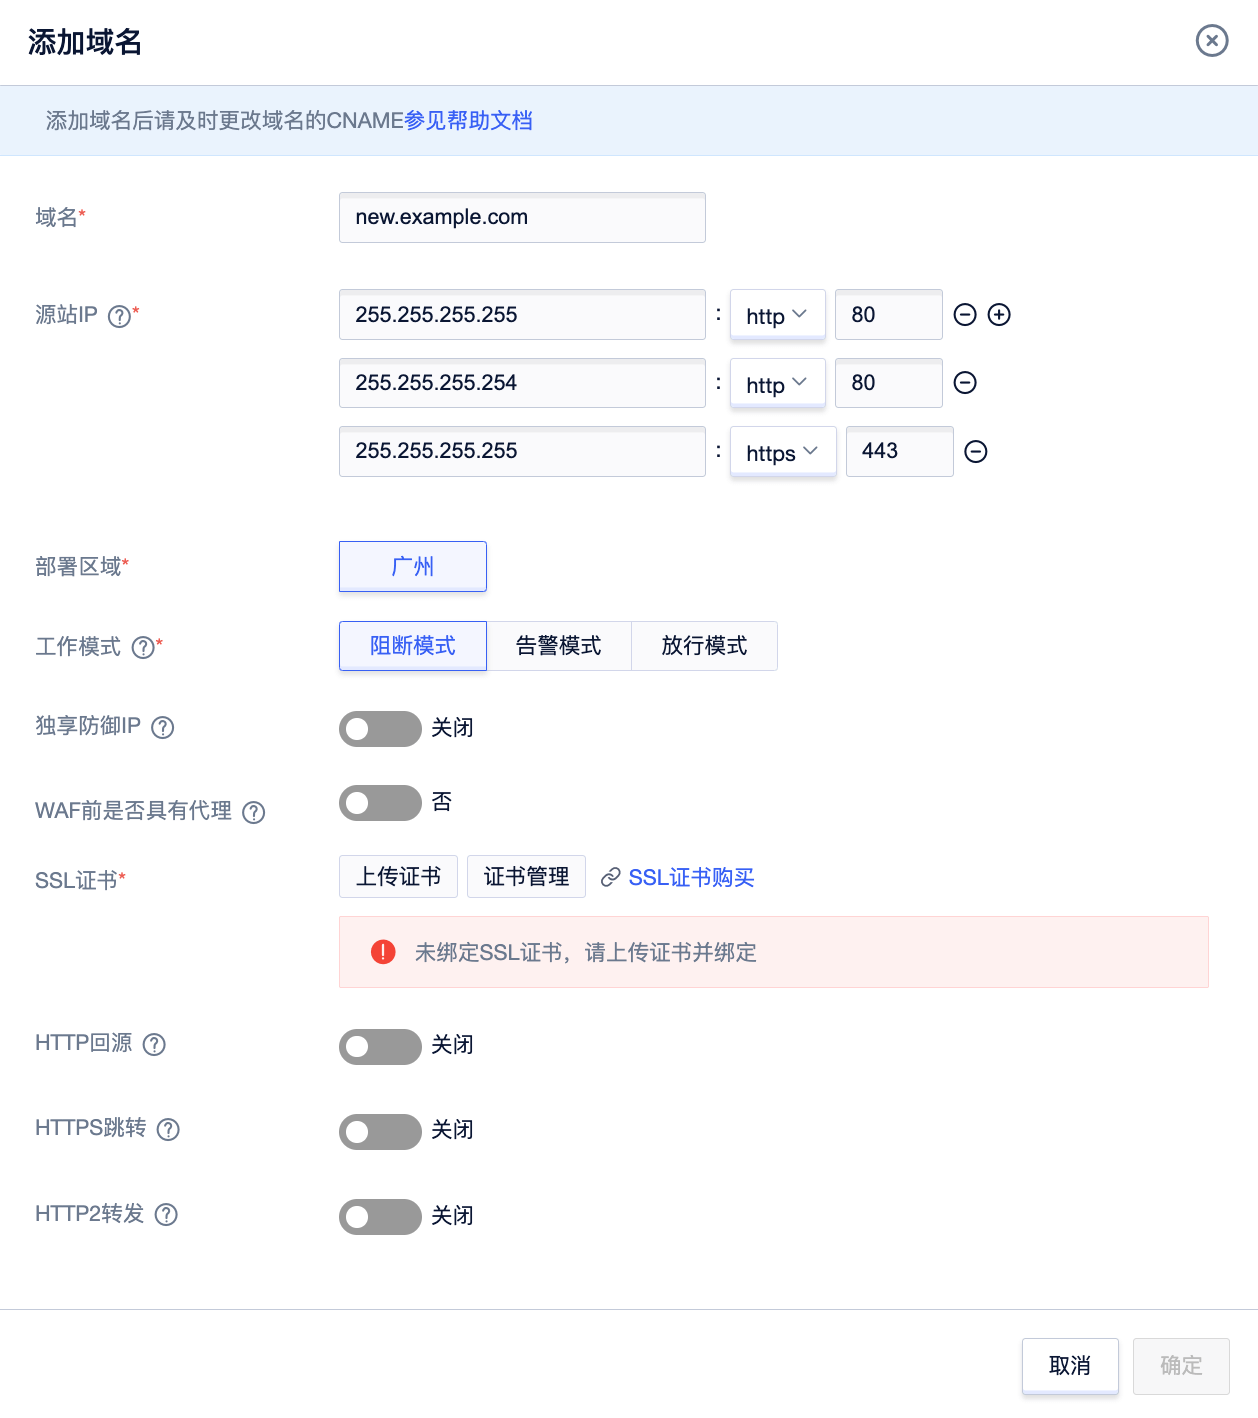 添加域名
添加域名后请及时更改域名的CNAME参见帮助文档
域名* new.example.com
源站IP ?* 255.255.255.255 : http 80
255.255.255.254 : http 80
255.255.255.255 : https 443
部署区域* 广州
工作模式 ?* 阻断模式 告警模式 放行模式
独享防御IP ? 关闭
WAF前是否具有代理 ? 否
SSL证书* 上传证书 证书管理 SSL证书购买
未绑定SSL证书，请上传证书并绑定
HTTP回源 ? 关闭
HTTPS跳转 ? 关闭
HTTP2转发 ? 关闭
取消 确定